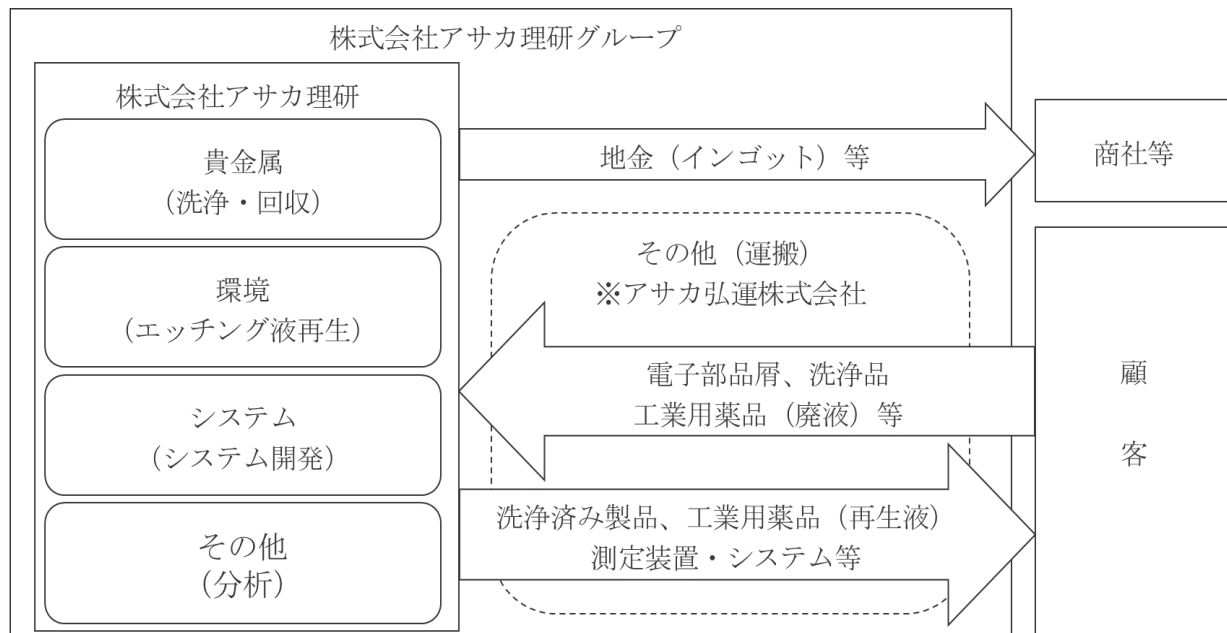 株式会社アサカ理研グループ
株式会社アサカ理研
貴金属
(洗浄・回収)
環境
(エッチング液再生)
システム
(システム開発)
その他
(分析)
地金(インゴット)等
商社等
その他(運搬)
※アサカ弘運株式会社
電子部品屑、洗浄品
工業用薬品(廃液)等
洗浄済み製品、工業用薬品(再生液)
測定装置・システム等
顧
客